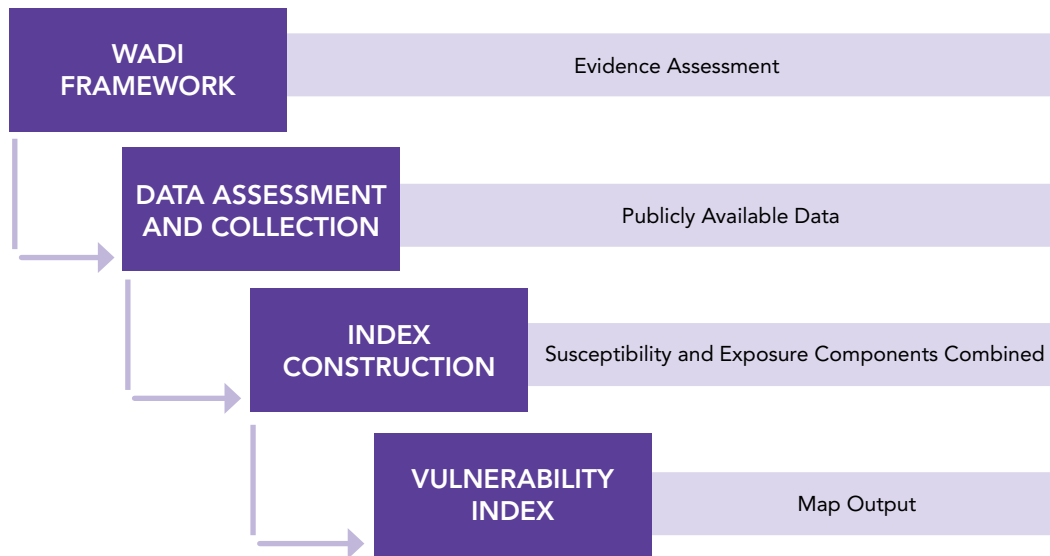 WADI
FRAMEWORK
Evidence Assessment
DATA ASSESSMENT
AND COLLECTION
Publicly Available Data
INDEX
CONSTRUCTION
Susceptibility and Exposure Components Combined
VULNERABILITY
INDEX
Map Output